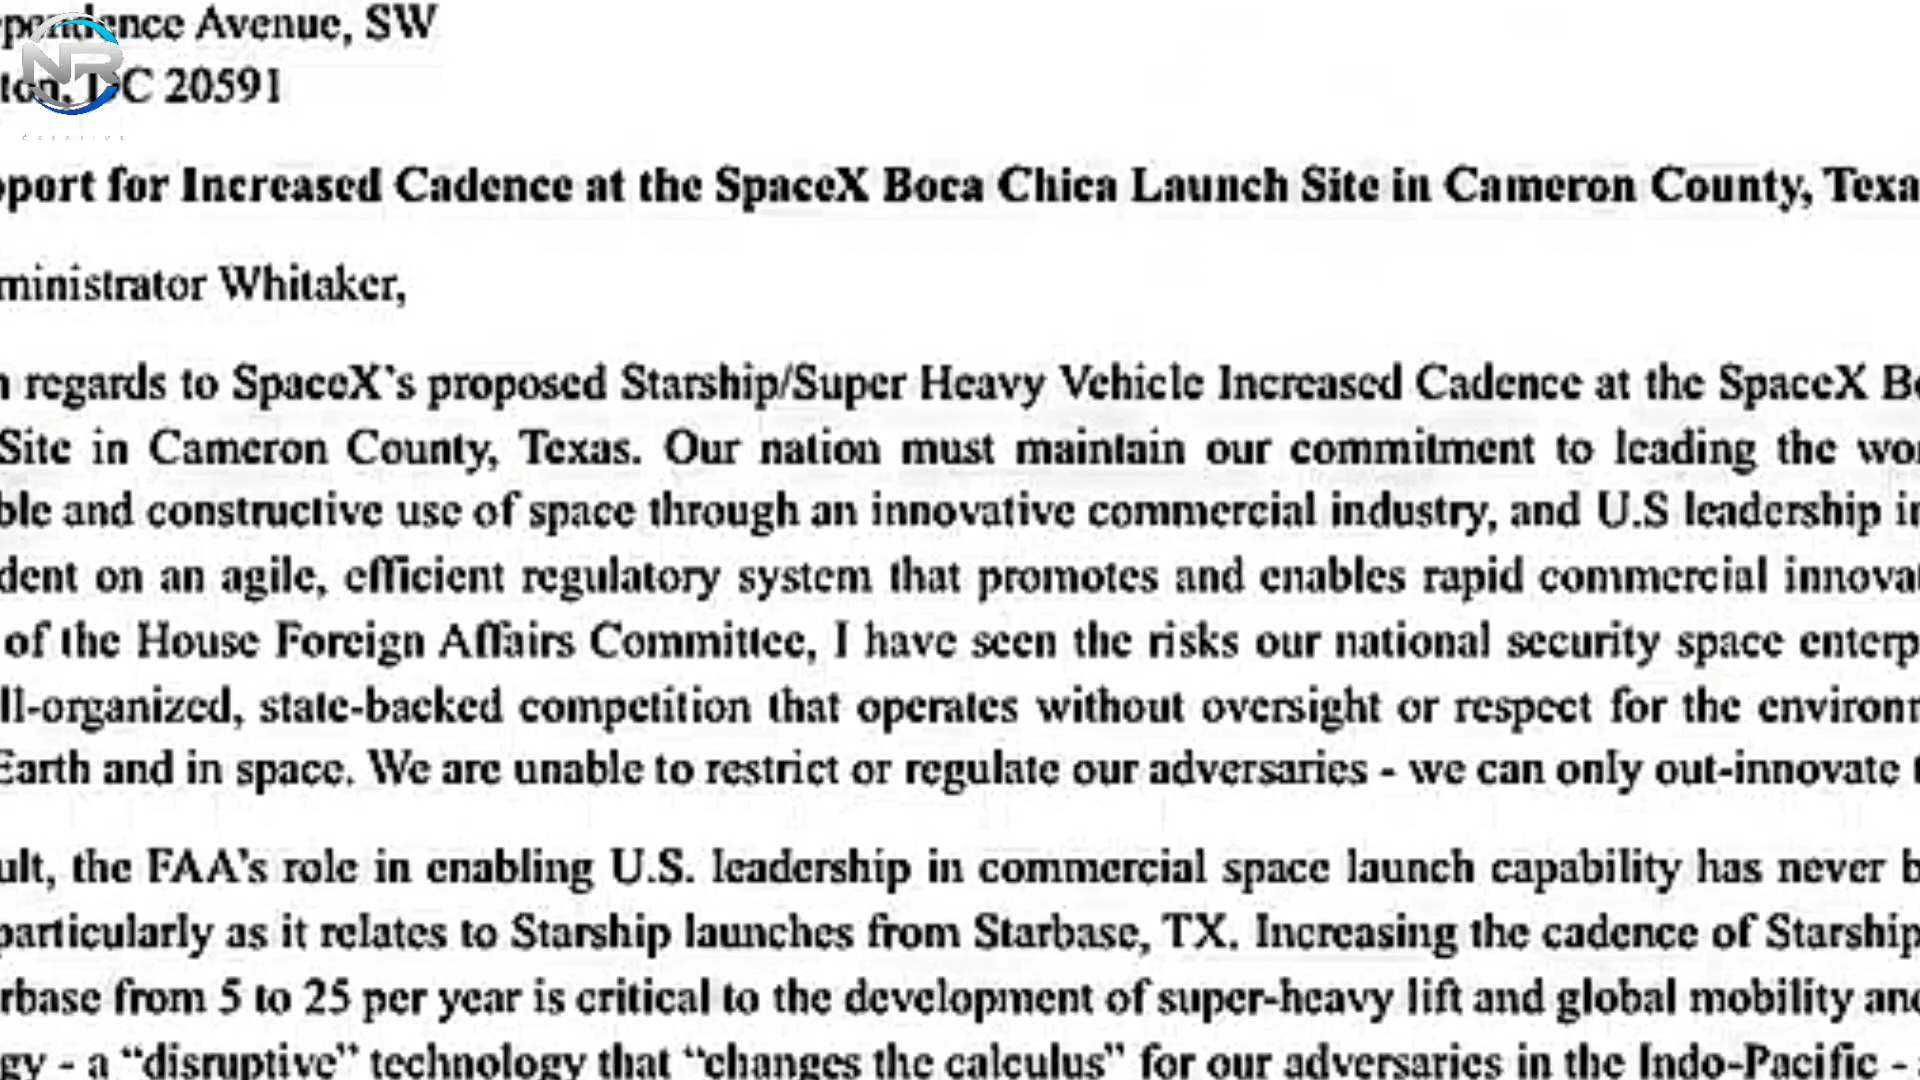 pendence Avenue, SW
NR
ton, DC 20591
CREATIVE
pport for Increased Cadence at the SpaceX Boca Chica Launch Site in Cameron County, Texa
ministrator Whitaker,
n regards to SpaceX's proposed Starship/Super Heavy Vehicle Increased Cadence at the SpaceX Bo
Site in Cameron County, Texas. Our nation must maintain our commitment to leading the wor
ble and constructive use of space through an innovative commercial industry, and U.S leadership in
dent on an agile, efficient regulatory system that promotes and enables rapid commercial innovat
of the House Foreign Affairs Committee, I have seen the risks our national security space enterp
ll-organized, state-backed competition that operates without oversight or respect for the environm
Earth and in space. We are unable to restrict or regulate our adversaries - we can only out-innovate t
ult, the FAA's role in enabling U.S. leadership in commercial space launch capability has never b
particularly as it relates to Starship launches from Starbase, TX. Increasing the cadence of Starship
rbase from 5 to 25 per year is critical to the development of super-heavy lift and global mobility and
gy - a “disruptive” technology that “changes the calculus” for our adversaries in the Indo-Pacific -